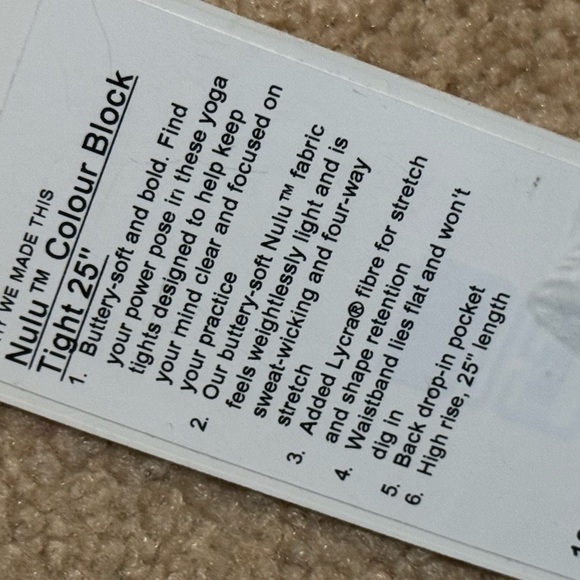 WE MADE THIS
Nulu™ Colour Block
Tight 25"
1. Buttery-soft and bold. Find
your power pose in these yoga
tights designed to help keep
your mind clear and focused on
your practice
2. Our buttery-soft Nulu™ fabric
feels weightlessly light and is
sweat-wicking and four-way
stretch
3. Added Lycra® fibre for stretch
and shape retention
4. Waistband lies flat and won't
dig in
5. Back drop-in pocket
6. High rise, 25" length